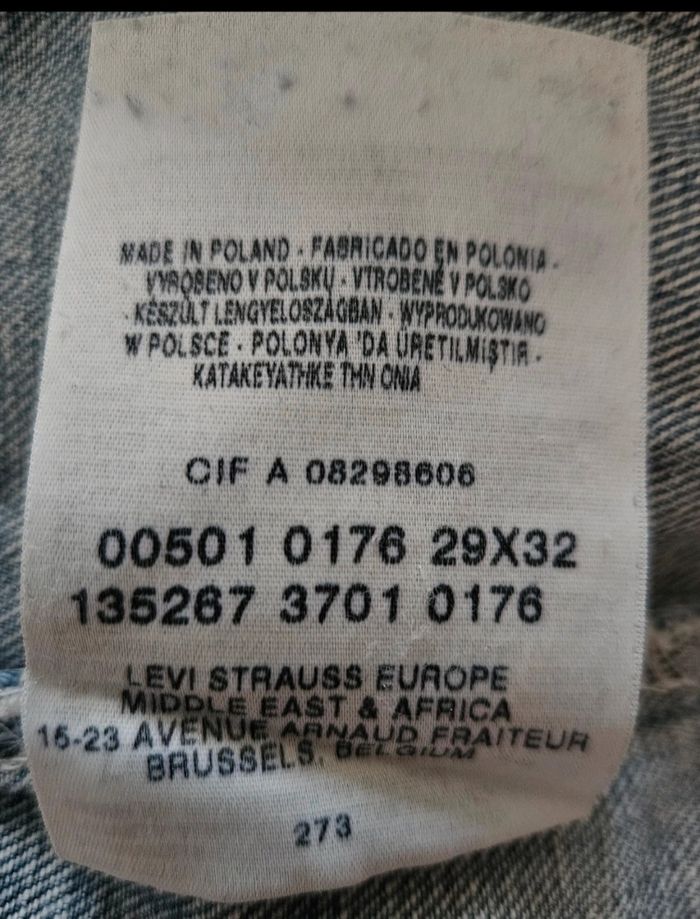 MADE IN POLAND · FABRICADO EN POLONIA ·
VYROBENO V POLSKU · VTROBENÉ V POLSKO
· KÉSZÜLT LENGYELOSZÁGBAN · WYPRODUKOWANO
W POLSCE · POLONYA 'DA ÜRETILMIŞTIR ·
KATAKEYATHKE THN ONIA
CIF A 08298606
00501 0176 29X32
135267 3701 0176
LEVI STRAUSS EUROPE
MIDDLE EAST & AFRICA
15-23 AVENUE ARNAUD FRAITEUR
BRUSSELS, BELGIUM
273